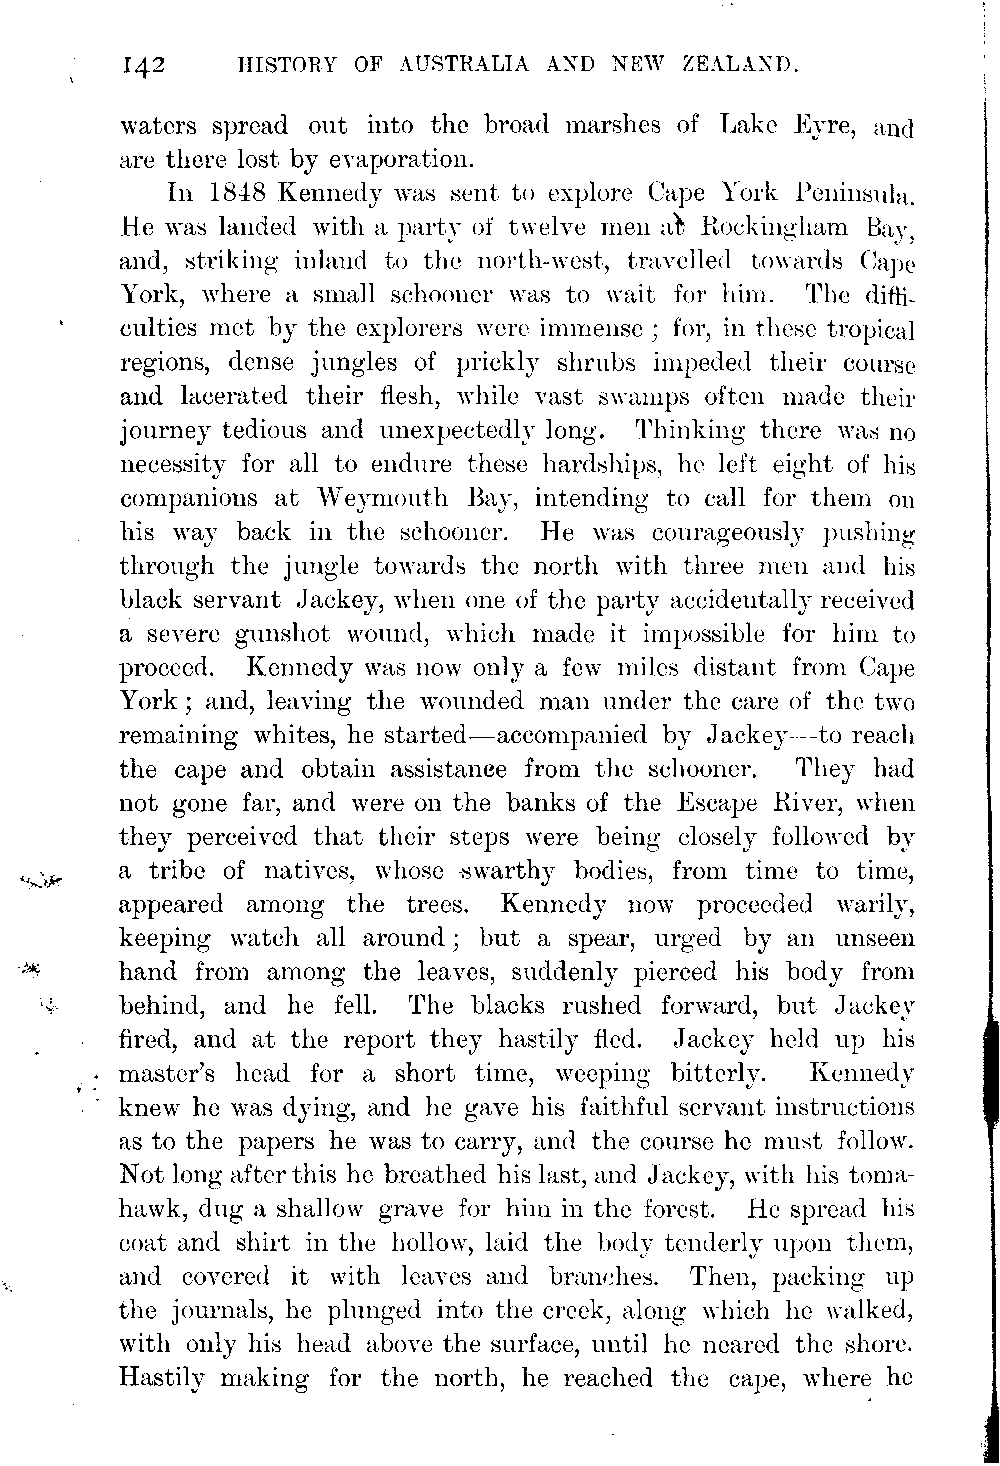 142 HISTORY OF AUSTRALIA AND NEW ZEALAND.
waters spread out into the broad marshes of Lake Eyre, and
are there lost by evaporation.
In 1848 Kennedy was sent to explore Cape York Peninsula.
He was landed with a party of twelve men at Rockingham Bay,
and, striking inland to the north-west, travelled towards Cape
York, where a small schooner was to wait for him. The diffi-
culties met by the explorers were immense; for, in these tropical
regions, dense jungles of prickly shrubs impeded their course
and lacerated their flesh, while vast swamps often made their
journey tedious and unexpectedly long. Thinking there was no
necessity for all to endure these hardships, he left eight of his
companions at Weymouth Bay, intending to call for them on
his way back in the schooner. He was courageously pushing
through the jungle towards the north with three men and his
black servant Jackey, when one of the party accidentally received
a severe gunshot wound, which made it impossible for him to
proceed. Kennedy was now only a few miles distant from Cape
York; and, leaving the wounded man under the care of the two
remaining whites, he started—accompanied by Jackey—to reach
the cape and obtain assistance from the schooner. They had
not gone far, and were on the banks of the Escape River, when
they perceived that their steps were being closely followed by
a tribe of natives, whose swarthy bodies, from time to time,
appeared among the trees. Kennedy now proceeded warily,
keeping watch all around; but a spear, urged by an unseen
hand from among the leaves, suddenly pierced his body from
behind, and he fell. The blacks rushed forward, but Jackey
fired, and at the report they hastily fled. Jackey held up his
master's head for a short time, weeping bitterly. Kennedy
knew he was dying, and he gave his faithful servant instructions
as to the papers he was to carry, and the course he must follow.
Not long after this he breathed his last, and Jackey, with his toma-
hawk, dug a shallow grave for him in the forest. He spread his
coat and shirt in the hollow, laid the body tenderly upon them,
and covered it with leaves and branches. Then, packing up
the journals, he plunged into the creek, along which he walked,
with only his head above the surface, until he neared the shore.
Hastily making for the north, he reached the cape, where he